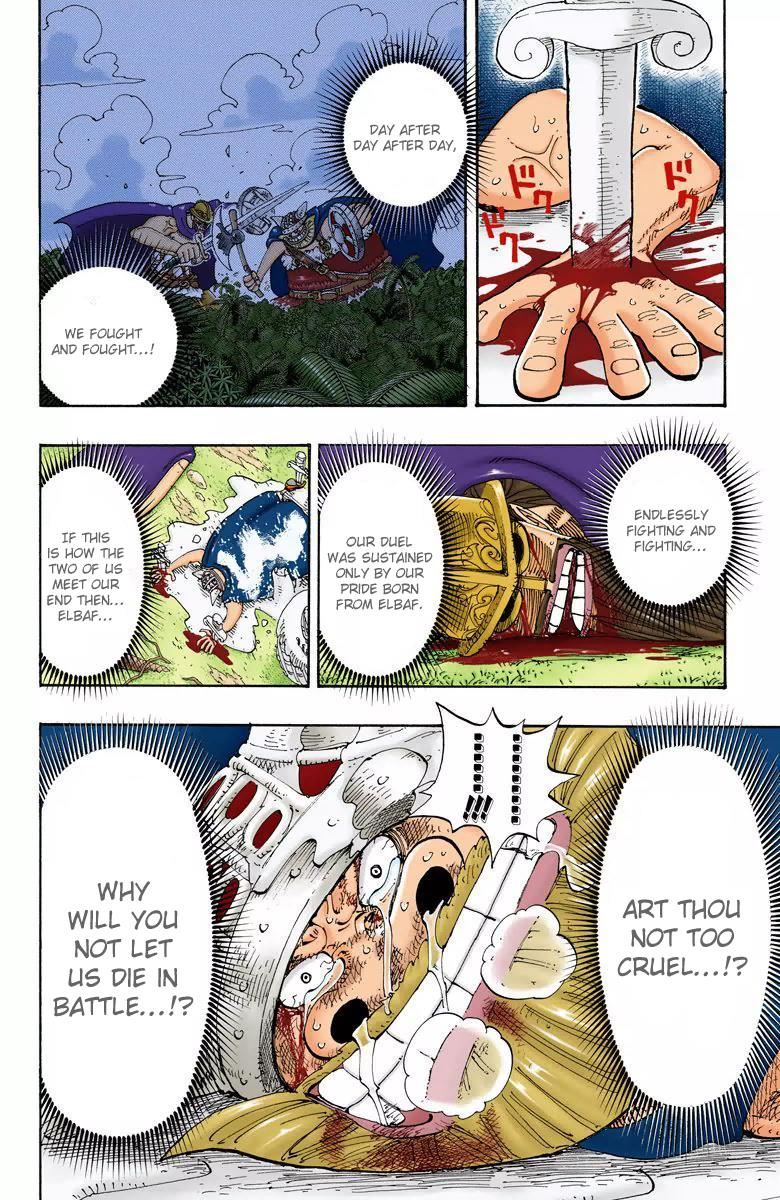 ドク
ドク
ドク
DAY AFTER
DAY AFTER DAY,
WE FOUGHT
AND FOUGHT...!
ENDLESSLY
FIGHTING AND
FIGHTING...
OUR DUEL
WAS SUSTAINED
ONLY BY OUR
PRIDE BORN
FROM ELBAF.
IF THIS
IS HOW THE
TWO OF US
MEET OUR
END THEN...
ELBAF...
..........
..........!!!
ART THOU
NOT TOO
CRUEL...!?
WHY
WILL YOU
NOT LET
US DIE IN
BATTLE...!?